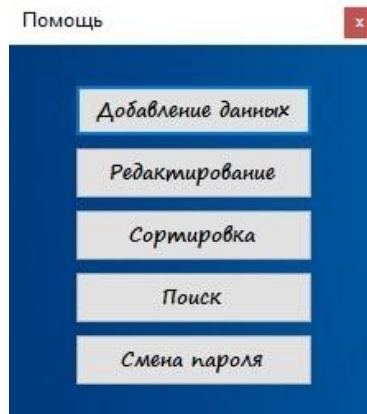 Помощь
x
Добавление данных
Редактирование
Сортировка
Поиск
Смена пароля